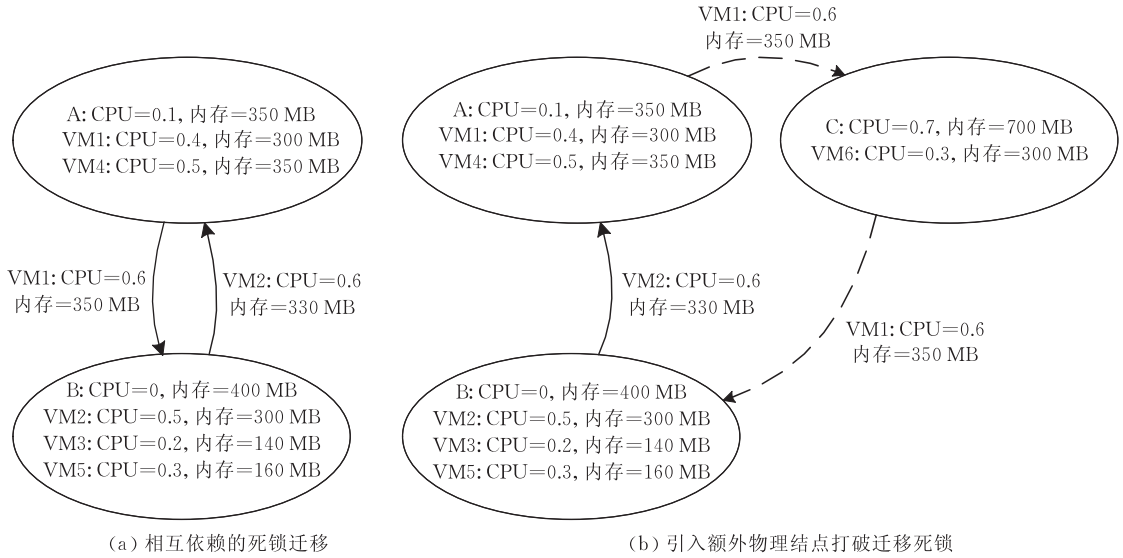 A: CPU=0.1, 内存=350 MB
VM1: CPU=0.4, 内存=300 MB
VM4: CPU=0.5, 内存=350 MB
VM1: CPU=0.6
内存=350 MB
VM2: CPU=0.6
内存=330 MB
B: CPU=0, 内存=400 MB
VM2: CPU=0.5, 内存=300 MB
VM3: CPU=0.2, 内存=140 MB
VM5: CPU=0.3, 内存=160 MB
(a) 相互依赖的死锁迁移
VM1: CPU=0.6
内存=350 MB
A: CPU=0.1, 内存=350 MB
VM1: CPU=0.4, 内存=300 MB
VM4: CPU=0.5, 内存=350 MB
C: CPU=0.7, 内存=700 MB
VM6: CPU=0.3, 内存=300 MB
VM2: CPU=0.6
内存=330 MB
VM1: CPU=0.6
内存=350 MB
B: CPU=0, 内存=400 MB
VM2: CPU=0.5, 内存=300 MB
VM3: CPU=0.2, 内存=140 MB
VM5: CPU=0.3, 内存=160 MB
(b) 引入额外物理结点打破迁移死锁